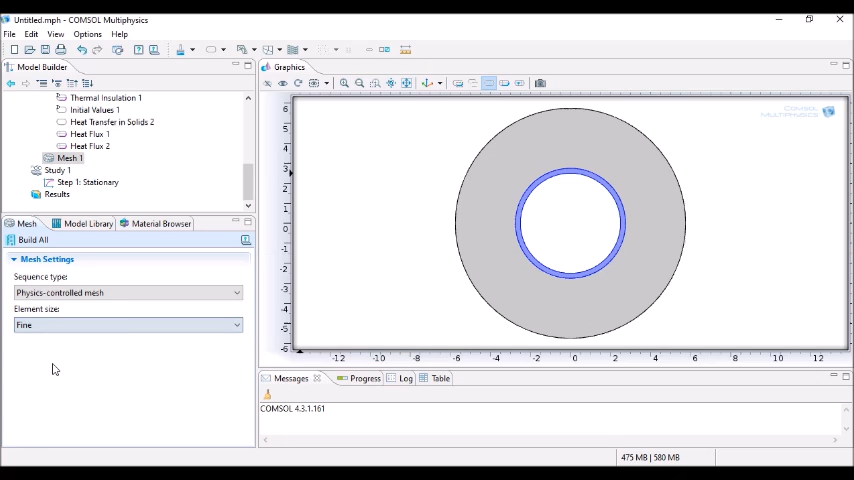 Untitled.mph - COMSOL Multiphysics
File Edit View Options Help
Model Builder
Thermal Insulation 1
Initial Values 1
Heat Transfer in Solids 2
Heat Flux 1
Heat Flux 2
Mesh 1
Study 1
Step 1: Stationary
Results
Mesh Model Library Material Browser
Build All
Mesh Settings
Sequence type:
Physics-controlled mesh
Element size:
Fine
Graphics
COMSOL
MULTIPHYSICS
6
5
4
3
2
1
0
-1
-2
-3
-4
-5
-6
-12 -10 -8 -6 -4 -2 0 2 4 6 8 10 12
Messages Progress Log Table
COMSOL 4.3.1.161
475 MB | 580 MB